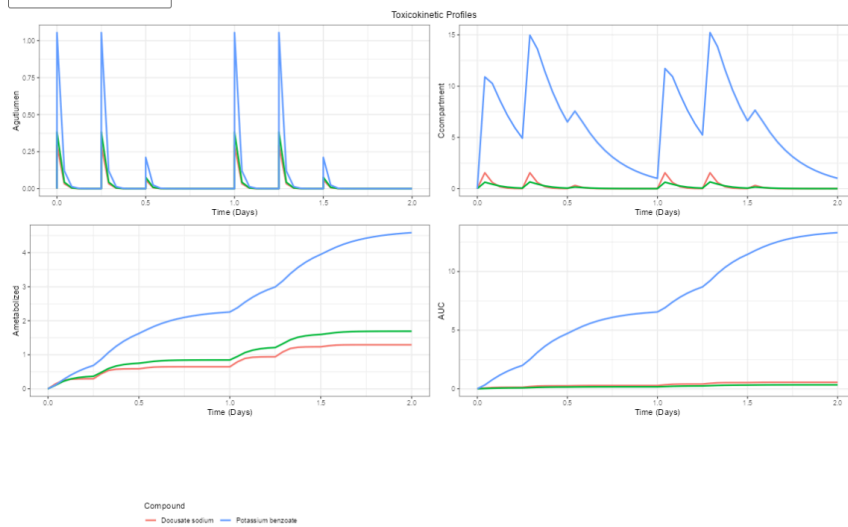 Toxicokinetic Profiles
Agutlumen
1.00
0.75
0.50
0.25
0.00
0.0 0.5 1.0 1.5 2.0
Time (Days)
Ccompartment
15
10
5
0
0.0 0.5 1.0 1.5 2.0
Time (Days)
Ametabolized
4
3
2
1
0
0.0 0.5 1.0 1.5 2.0
Time (Days)
AUC
10
5
0
0.0 0.5 1.0 1.5 2.0
Time (Days)
Compound
Docusate sodium Potassium benzoate